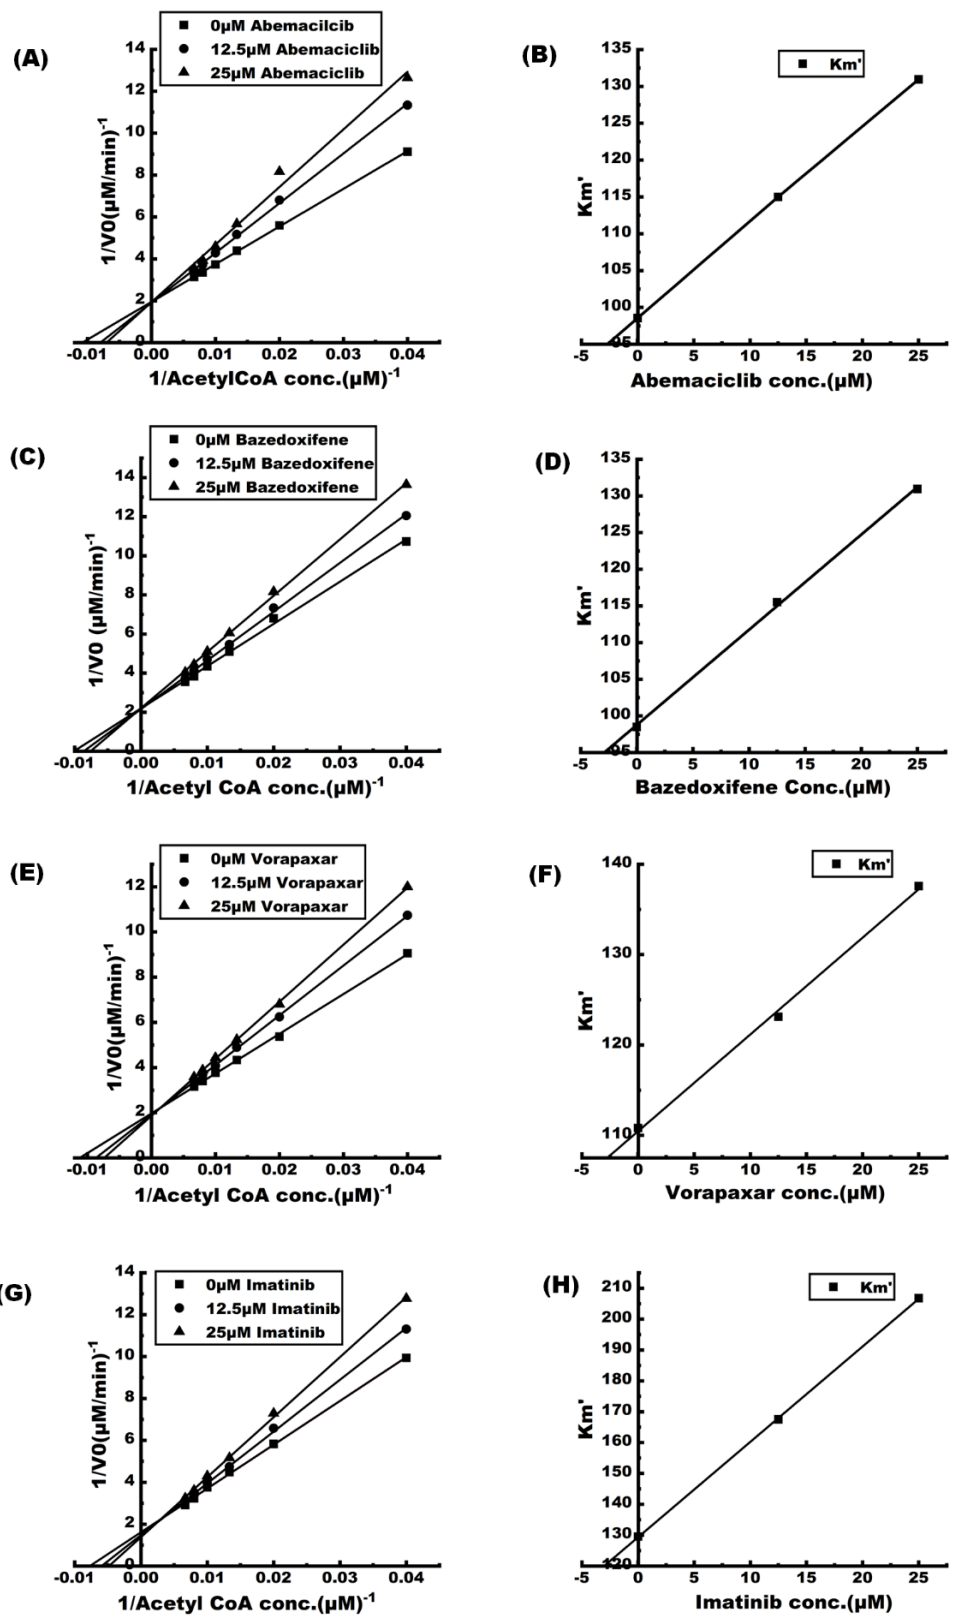 (A)
0µM Abemacilcib
12.5µM Abemaciclib
25µM Abemaciclib
14
12
10
8
6
4
2
0
1/V0(µM/min)-1
-0.01 0.00 0.01 0.02 0.03 0.04
1/AcetylCoA conc.(µM)-1
(B)
Km'
135
130
125
120
115
110
105
100
95
Km'
-5 0 5 10 15 20 25
Abemaciclib conc.(µM)
(C)
0µM Bazedoxifene
12.5µM Bazedoxifene
25µM Bazedoxifene
14
12
10
8
6
4
2
0
1/V0 (µM/min)-1
-0.01 0.00 0.01 0.02 0.03 0.04
1/Acetyl CoA conc.(µM)-1
(D)
135
130
125
120
115
110
105
100
95
Km'
-5 0 5 10 15 20 25
Bazedoxifene Conc.(µM)
(E)
0µM Vorapaxar
12.5µM Vorapaxar
25µM Vorapaxar
12
10
8
6
4
2
0
1/V0(µM/min)-1
-0.01 0.00 0.01 0.02 0.03 0.04
1/Acetyl CoA conc.(µM)-1
(F)
Km'
140
130
120
110
Km'
-5 0 5 10 15 20 25
Vorapaxar conc.(µM)
(G)
0µM Imatinib
12.5µM Imatinib
25µM Imatinib
14
12
10
8
6
4
2
0
1/V0(µM/min)-1
-0.01 0.00 0.01 0.02 0.03 0.04
1/Acetyl CoA conc.(µM)-1
(H)
Km'
210
200
190
180
170
160
150
140
130
120
Km'
-5 0 5 10 15 20 25
Imatinib conc.(µM)